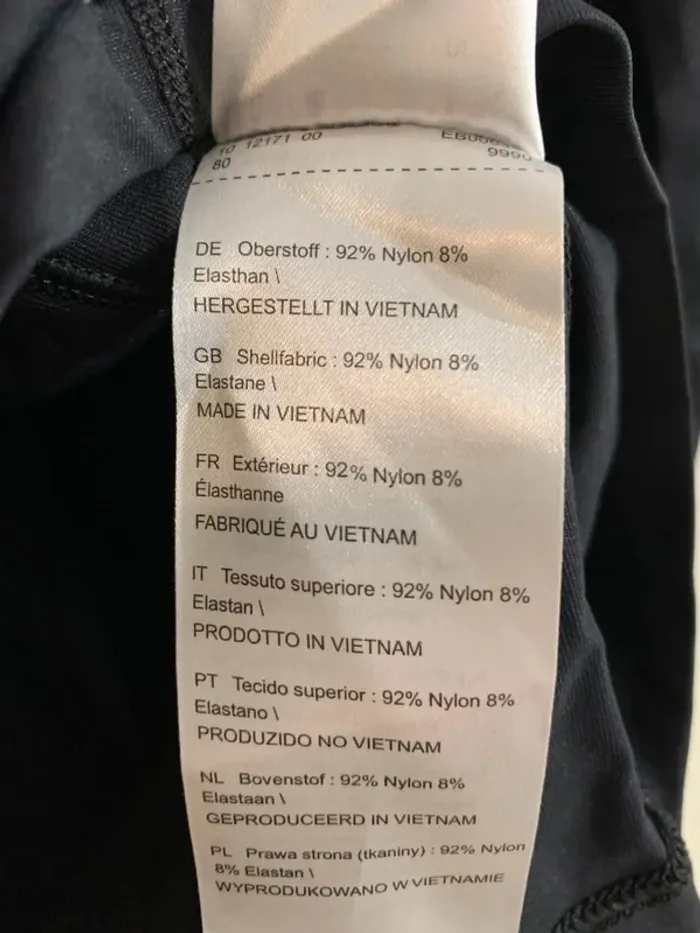 10 12171 00
80
9990
DE Oberstoff : 92% Nylon 8%
Elasthan \
HERGESTELLT IN VIETNAM
GB Shellfabric : 92% Nylon 8%
Elastane \
MADE IN VIETNAM
FR Extérieur : 92% Nylon 8%
Élasthanne
FABRIQUÉ AU VIETNAM
IT Tessuto superiore : 92% Nylon 8%
Elastan \
PRODOTTO IN VIETNAM
PT Tecido superior : 92% Nylon 8%
Elastano \
PRODUZIDO NO VIETNAM
NL Bovenstof : 92% Nylon 8%
Elastaan \
GEPRODUCEERD IN VIETNAM
PL Prawa strona (tkaniny) : 92% Nylon
8% Elastan \
WYPRODUKOWANO W VIETNAMIE